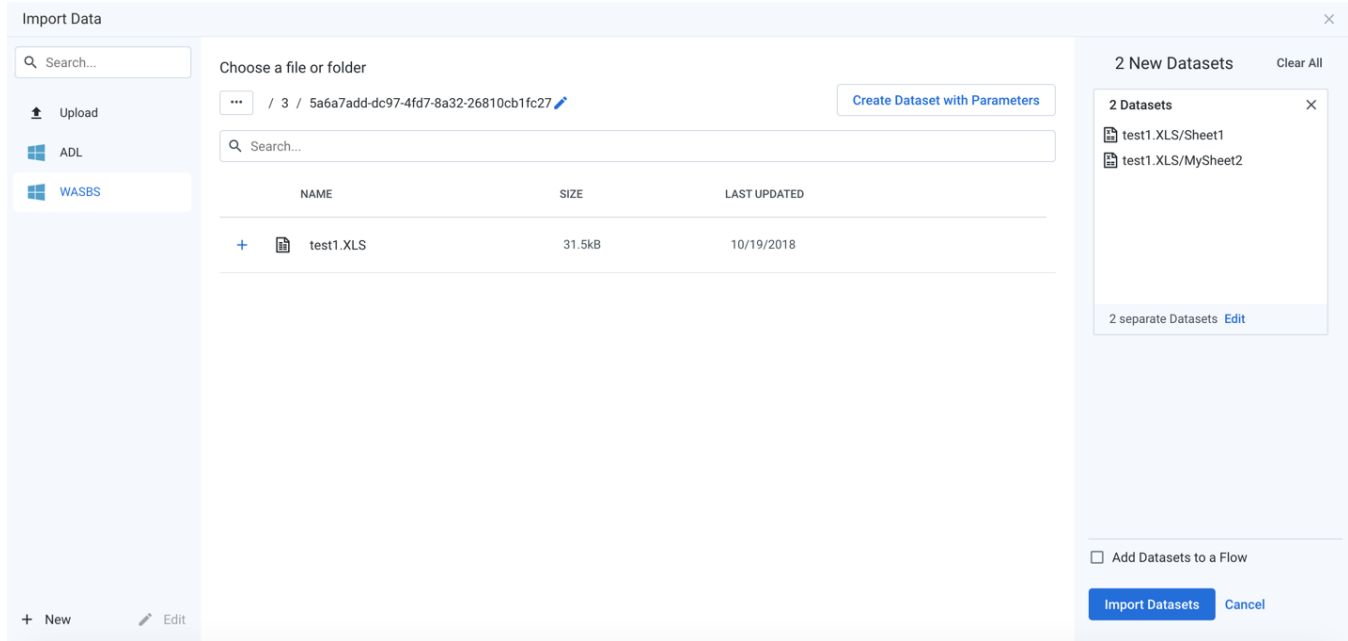 Import Data
Search...
Upload
ADL
WASBS
+ New
Edit
Choose a file or folder
... / 3 / 5a6a7add-dc97-4fd7-8a32-26810cb1fc27
Create Dataset with Parameters
Search...
NAME SIZE LAST UPDATED
+ test1.XLS 31.5kB 10/19/2018
2 New Datasets Clear All
2 Datasets
test1.XLS/Sheet1
test1.XLS/MySheet2
2 separate Datasets Edit
Add Datasets to a Flow
Import Datasets Cancel